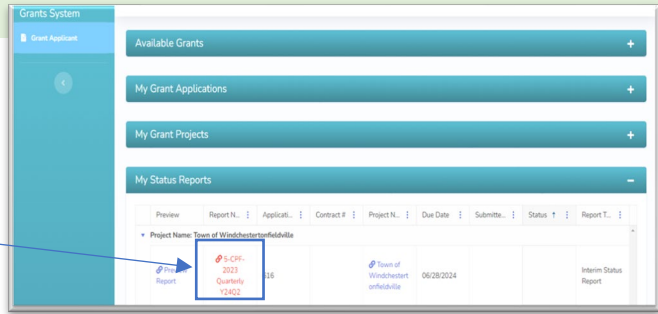 Grants System
Grant Applicant
Available Grants
My Grant Applications
My Grant Projects
My Status Reports
Preview Report N... Applicati... Contract # Project N... Due Date Submitte... Status ↑ Report T...
Project Name: Town of Windchestertonfieldville
Report
5-CPF-
2023
Quarterly
Y24Q2
516
Town of
Windchestert
onfieldville
06/28/2024
Interim Status
Report